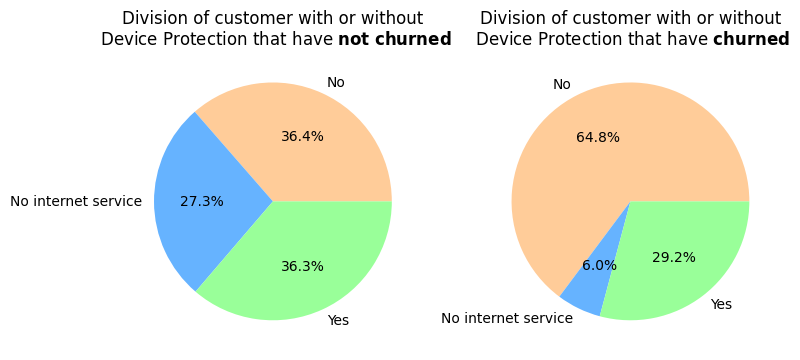 Division of customer with or without
Device Protection that have not churned
No
36.4%
No internet service
27.3%
36.3%
Yes
Division of customer with or without
Device Protection that have churned
No
64.8%
6.0%
29.2%
Yes
No internet service